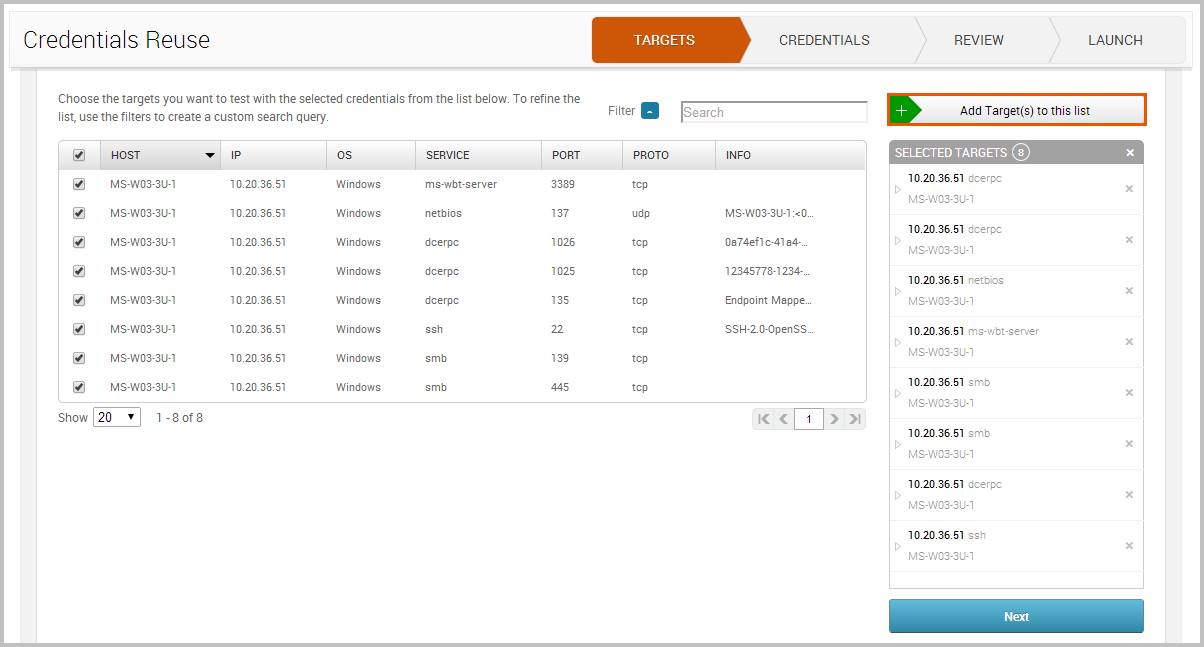 Credentials Reuse
TARGETS
CREDENTIALS
REVIEW
LAUNCH
Choose the targets you want to test with the selected credentials from the list below. To refine the
list, use the filters to create a custom search query.
Filter
Search
HOST IP OS SERVICE PORT PROTO INFO
MS-W03-3U-1 10.20.36.51 Windows ms-wbt-server 3389 tcp
MS-W03-3U-1 10.20.36.51 Windows netbios 137 udp MS-W03-3U-1:<0...
MS-W03-3U-1 10.20.36.51 Windows dcerpc 1026 tcp 0a74ef1c-41a4-...
MS-W03-3U-1 10.20.36.51 Windows dcerpc 1025 tcp 12345778-1234-...
MS-W03-3U-1 10.20.36.51 Windows dcerpc 135 tcp Endpoint Mappe...
MS-W03-3U-1 10.20.36.51 Windows ssh 22 tcp SSH-2.0-OpenSS...
MS-W03-3U-1 10.20.36.51 Windows smb 139 tcp
MS-W03-3U-1 10.20.36.51 Windows smb 445 tcp
Show 20 1 - 8 of 8
1
+ Add Target(s) to this list
SELECTED TARGETS 8
10.20.36.51 dcerpc
MS-W03-3U-1
10.20.36.51 dcerpc
MS-W03-3U-1
10.20.36.51 netbios
MS-W03-3U-1
10.20.36.51 ms-wbt-server
MS-W03-3U-1
10.20.36.51 smb
MS-W03-3U-1
10.20.36.51 smb
MS-W03-3U-1
10.20.36.51 dcerpc
MS-W03-3U-1
10.20.36.51 ssh
MS-W03-3U-1
Next